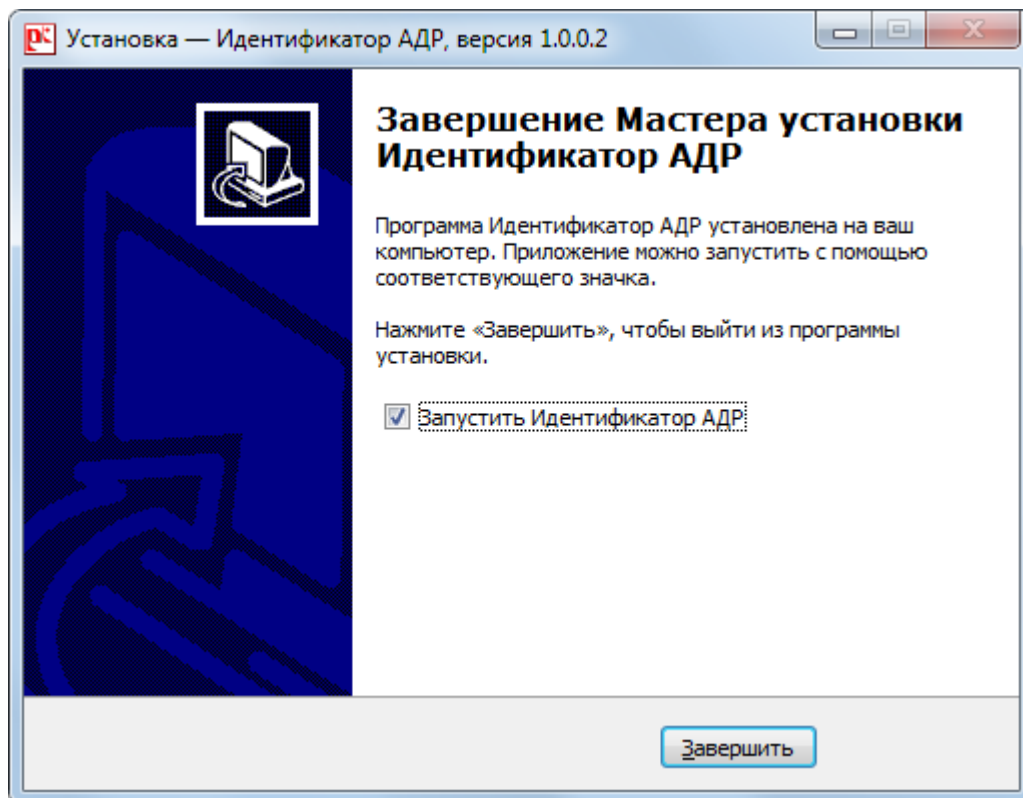 Установка — Идентификатор АДР, версия 1.0.0.2
Завершение Мастера установки
Идентификатор АДР
Программа Идентификатор АДР установлена на ваш
компьютер. Приложение можно запустить с помощью
соответствующего значка.
Нажмите «Завершить», чтобы выйти из программы
установки.
Запустить Идентификатор АДР
Завершить